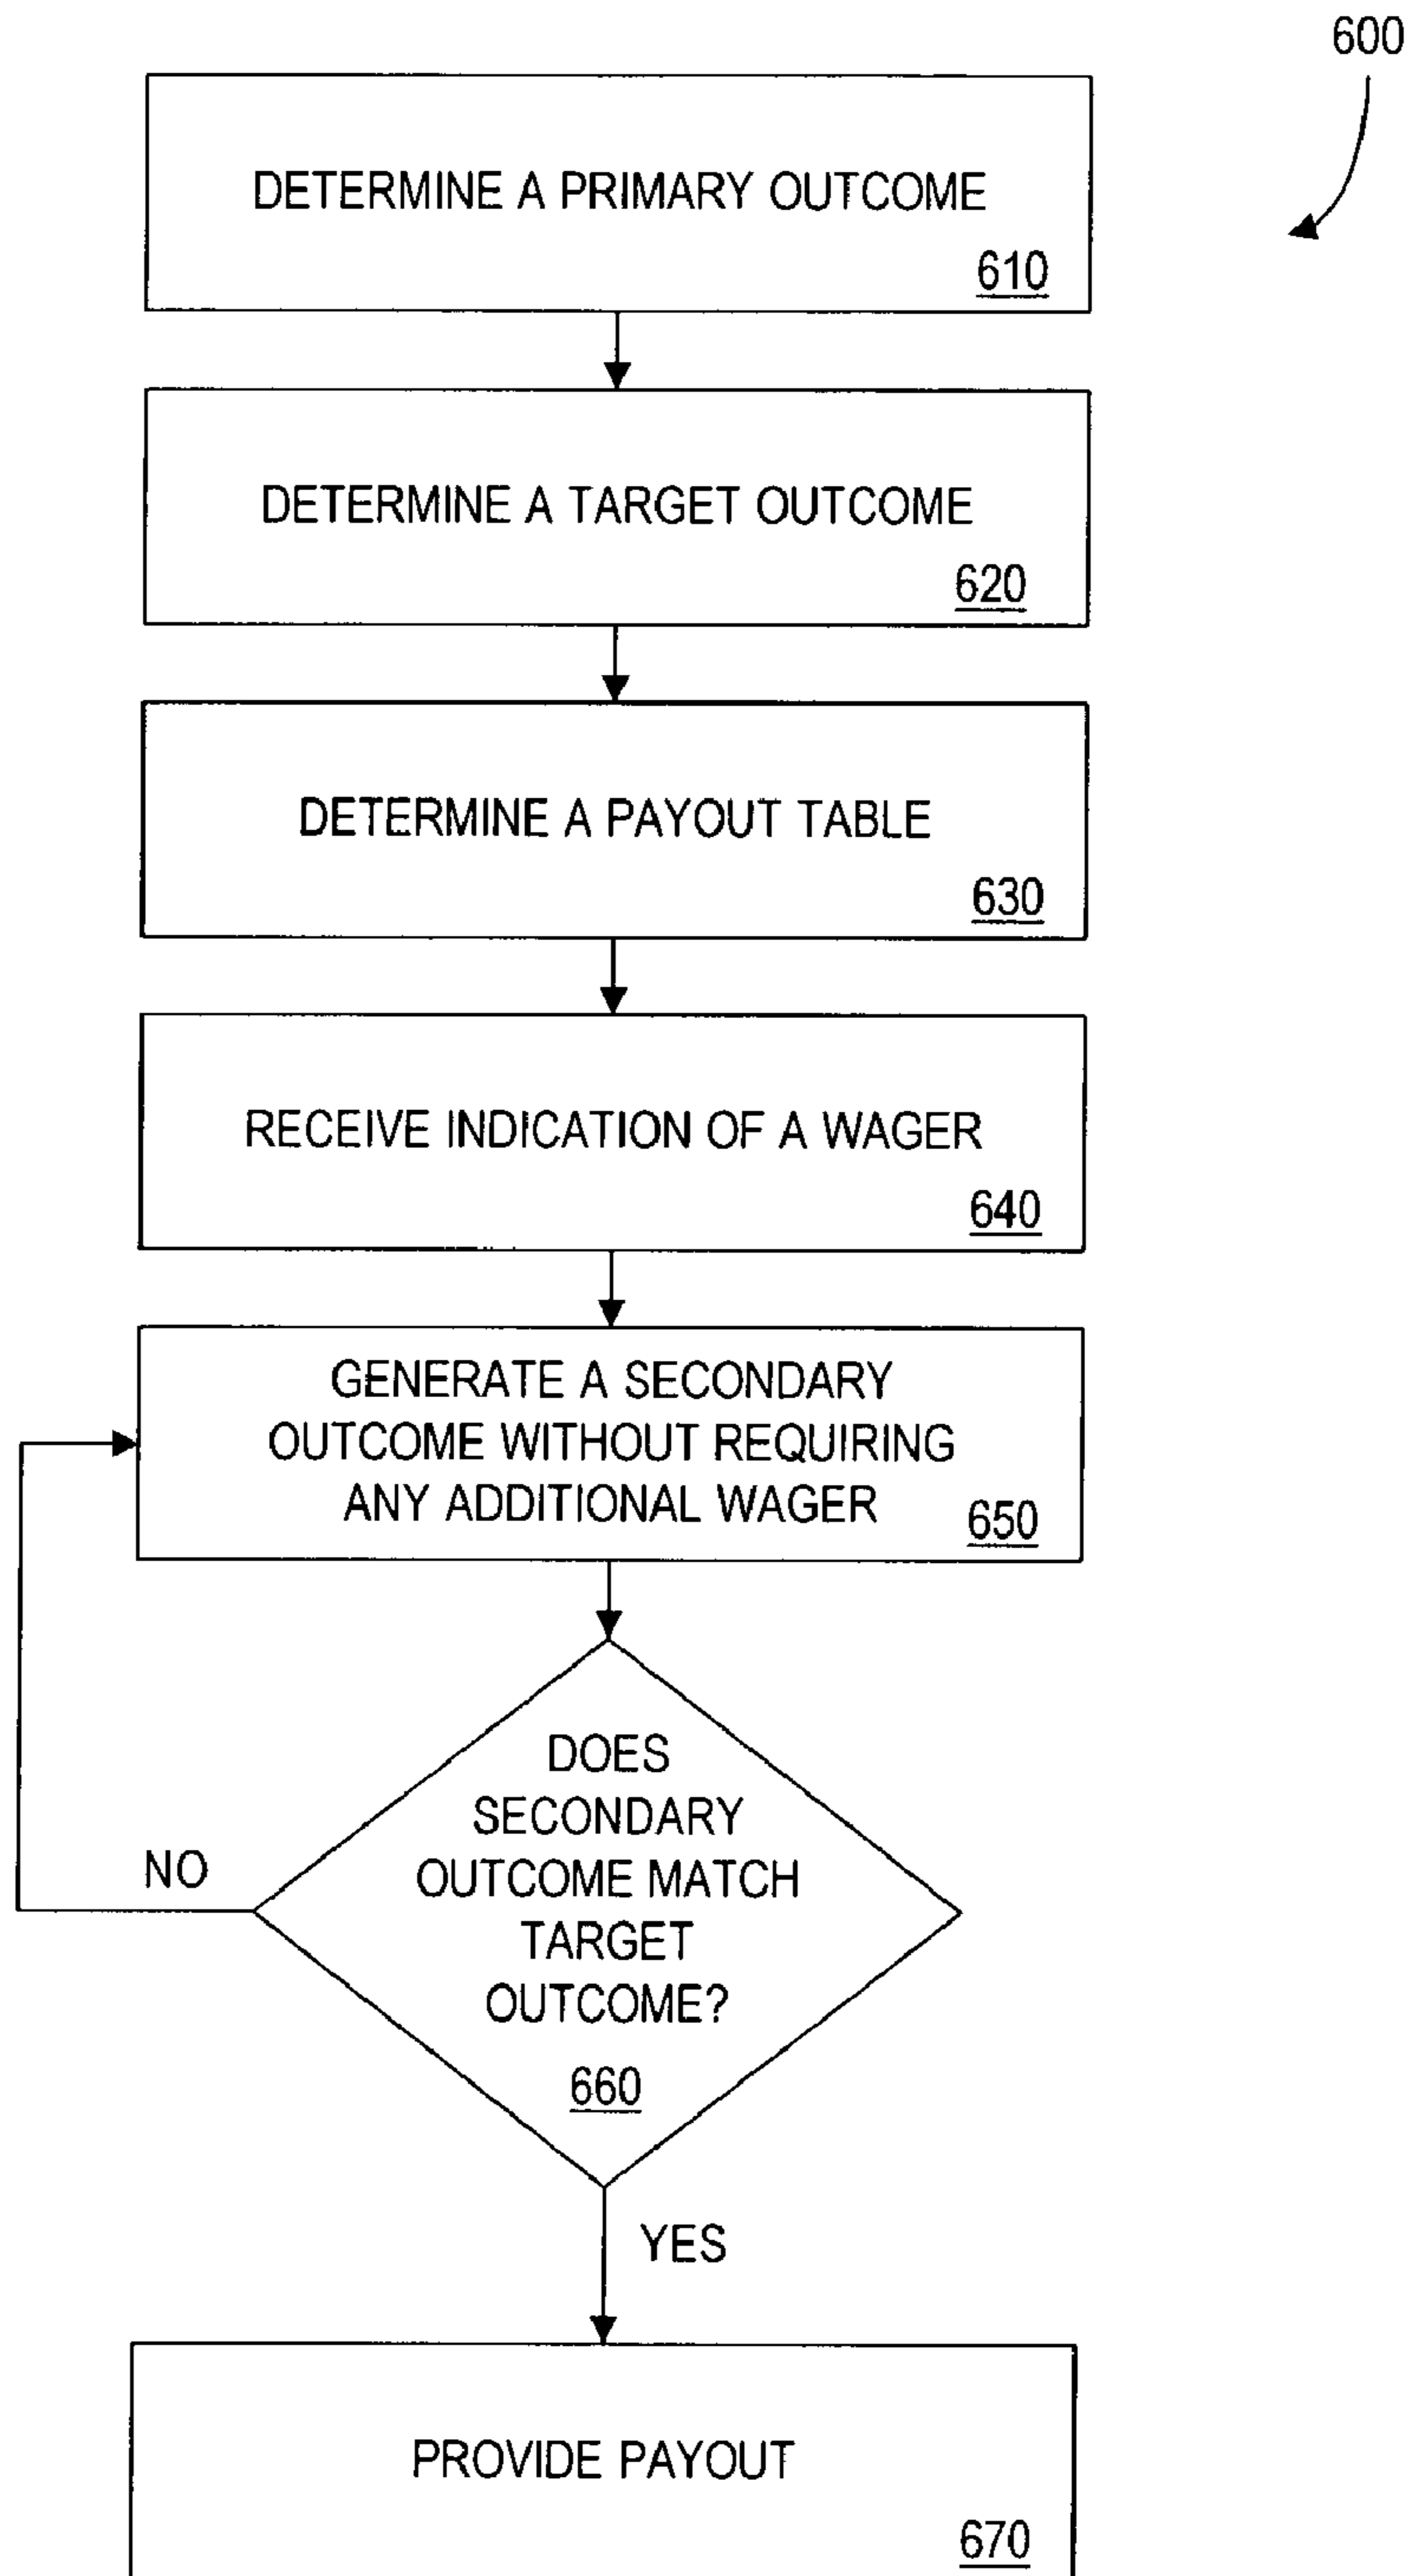 600
DETERMINE A PRIMARY OUTCOME
610
DETERMINE A TARGET OUTCOME
620
DETERMINE A PAYOUT TABLE
630
RECEIVE INDICATION OF A WAGER
640
GENERATE A SECONDARY
OUTCOME WITHOUT REQUIRING
ANY ADDITIONAL WAGER
650
DOES
SECONDARY
OUTCOME MATCH
TARGET
OUTCOME?
660
NO
YES
PROVIDE PAYOUT
670